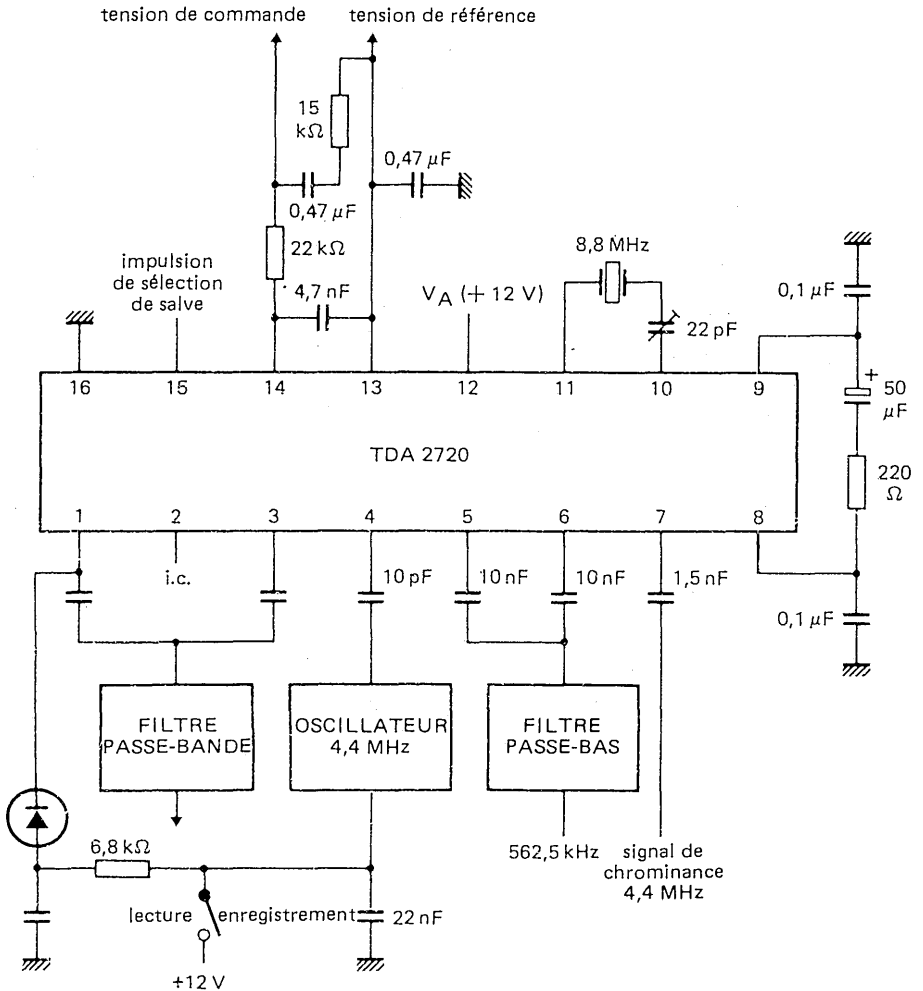 tension de commande
tension de référence
15
kΩ
0,47 µF
0,47 µF
22 kΩ
8,8 MHz
impulsion
de sélection
de salve
4,7 nF
V_A (+ 12 V)
0,1 µF
22 pF
16
15
14
13
12
11
10
9
+
50
µF
TDA 2720
220
Ω
1
2
3
4
5
6
7
8
i.c.
10 pF
10 nF
10 nF
1,5 nF
0,1 µF
FILTRE
PASSE-BANDE
OSCILLATEUR
4,4 MHz
FILTRE
PASSE-BAS
6,8 kΩ
562,5 kHz
signal de
chrominance
4,4 MHz
lecture
enregistrement
22 nF
+12 V